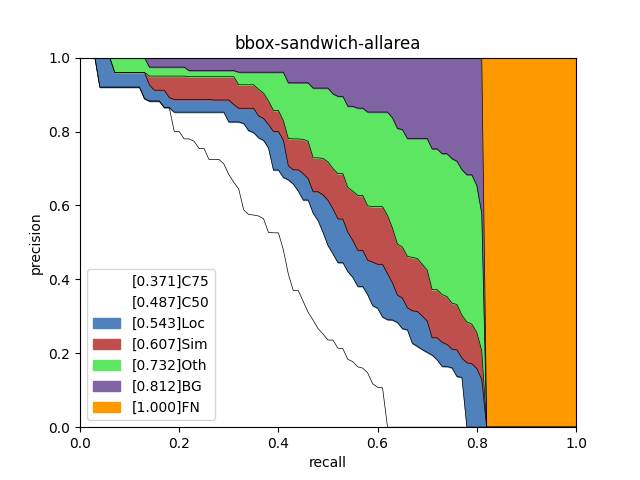 bbox-sandwich-allarea
precision
1.0
0.8
0.6
0.4
0.2
0.0
[0.371]C75
[0.487]C50
[0.543]Loc
[0.607]Sim
[0.732]Oth
[0.812]BG
[1.000]FN
0.0 0.2 0.4 0.6 0.8 1.0
recall